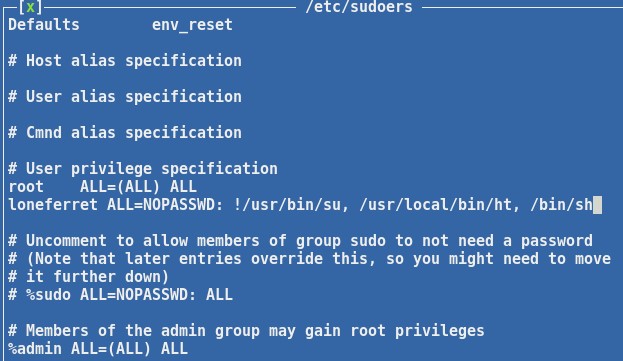 [x] /etc/sudoers
Defaults        env_reset
# Host alias specification
# User alias specification
# Cmnd alias specification
# User privilege specification
root    ALL=(ALL) ALL
loneferret ALL=NOPASSWD: !/usr/bin/su, /usr/local/bin/ht, /bin/sh
# Uncomment to allow members of group sudo to not need a password
# (Note that later entries override this, so you might need to move
# it further down)
# %sudo ALL=NOPASSWD: ALL
# Members of the admin group may gain root privileges
%admin ALL=(ALL) ALL